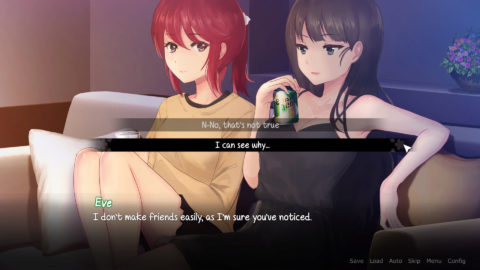 N-No, that's not true
I can see why...
Eve
I don't make friends easily, as I'm sure you've noticed.
Save Load Auto Skip Menu Config